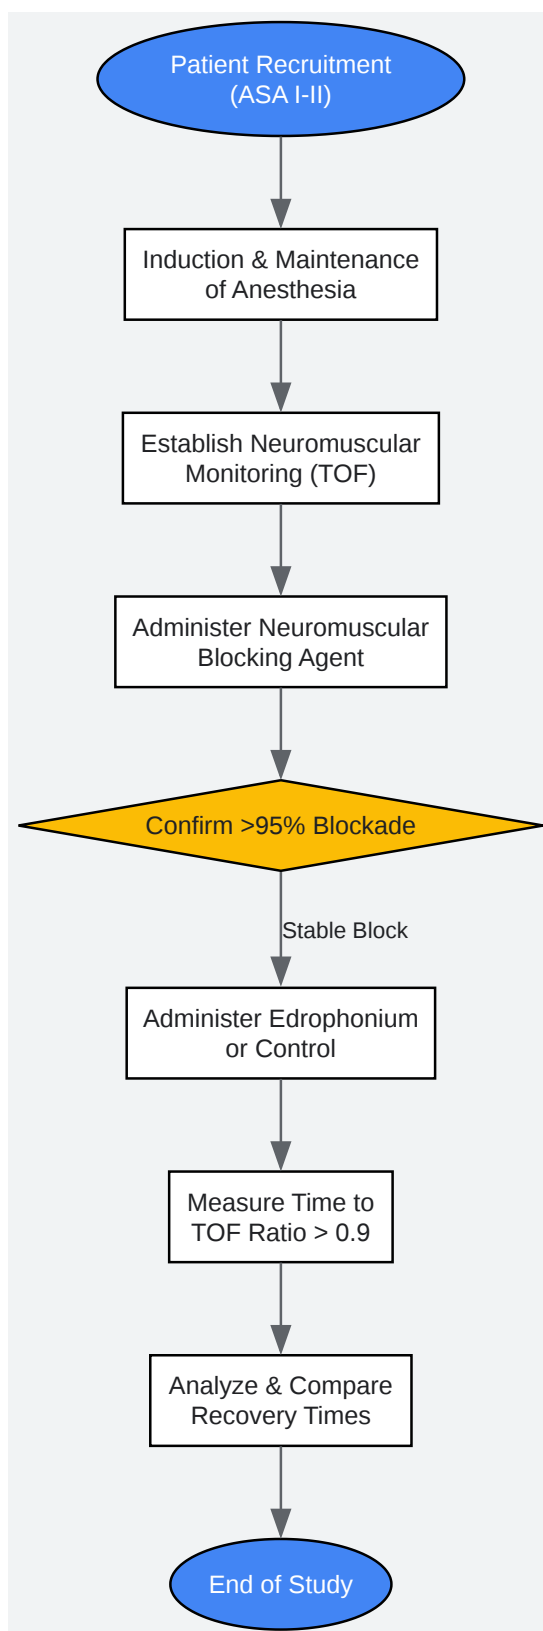 Patient Recruitment
(ASA I-II)
Induction & Maintenance
of Anesthesia
Establish Neuromuscular
Monitoring (TOF)
Administer Neuromuscular
Blocking Agent
Confirm >95% Blockade
Stable Block
Administer Edrophonium
or Control
Measure Time to
TOF Ratio > 0.9
Analyze & Compare
Recovery Times
End of Study